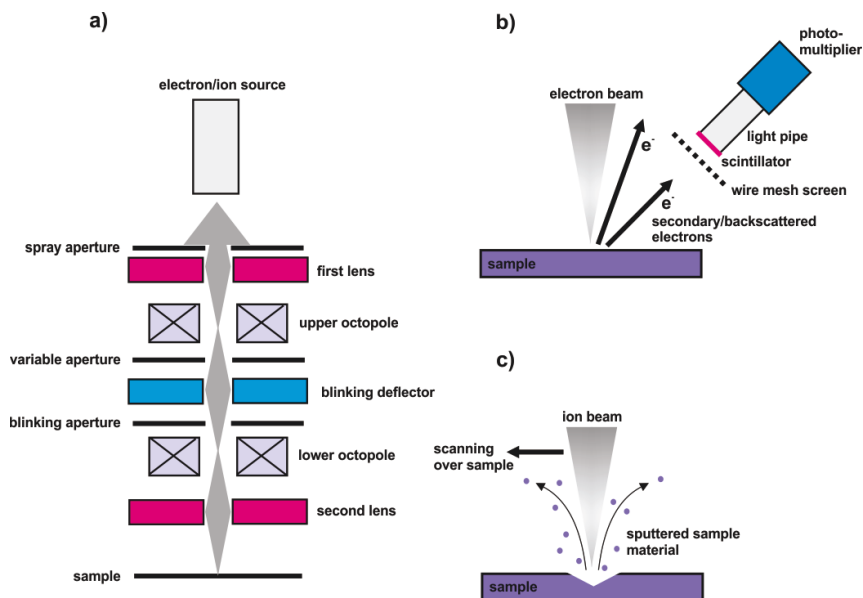 a)
electron/ion source
spray aperture
first lens
upper octopole
variable aperture
blinking deflector
blinking aperture
lower octopole
second lens
sample
b)
photo-
multiplier
electron beam
light pipe
e-
scintillator
wire mesh screen
e-
secondary/backscattered
electrons
sample
c)
ion beam
scanning
over sample
sputtered sample
material
sample